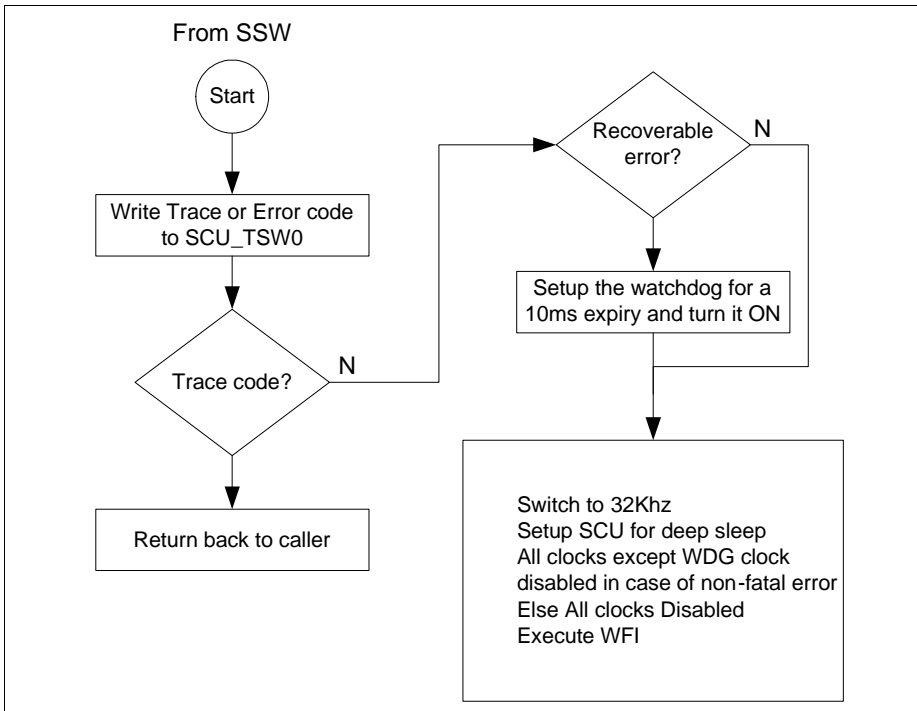 From SSW
Start
Write Trace or Error code
to SCU_TSW0
Trace code?
N
Return back to caller
Recoverable
error?
N
Setup the watchdog for a
10ms expiry and turn it ON
Switch to 32Khz
Setup SCU for deep sleep
All clocks except WDG clock
disabled in case of non-fatal error
Else All clocks Disabled
Execute WFI